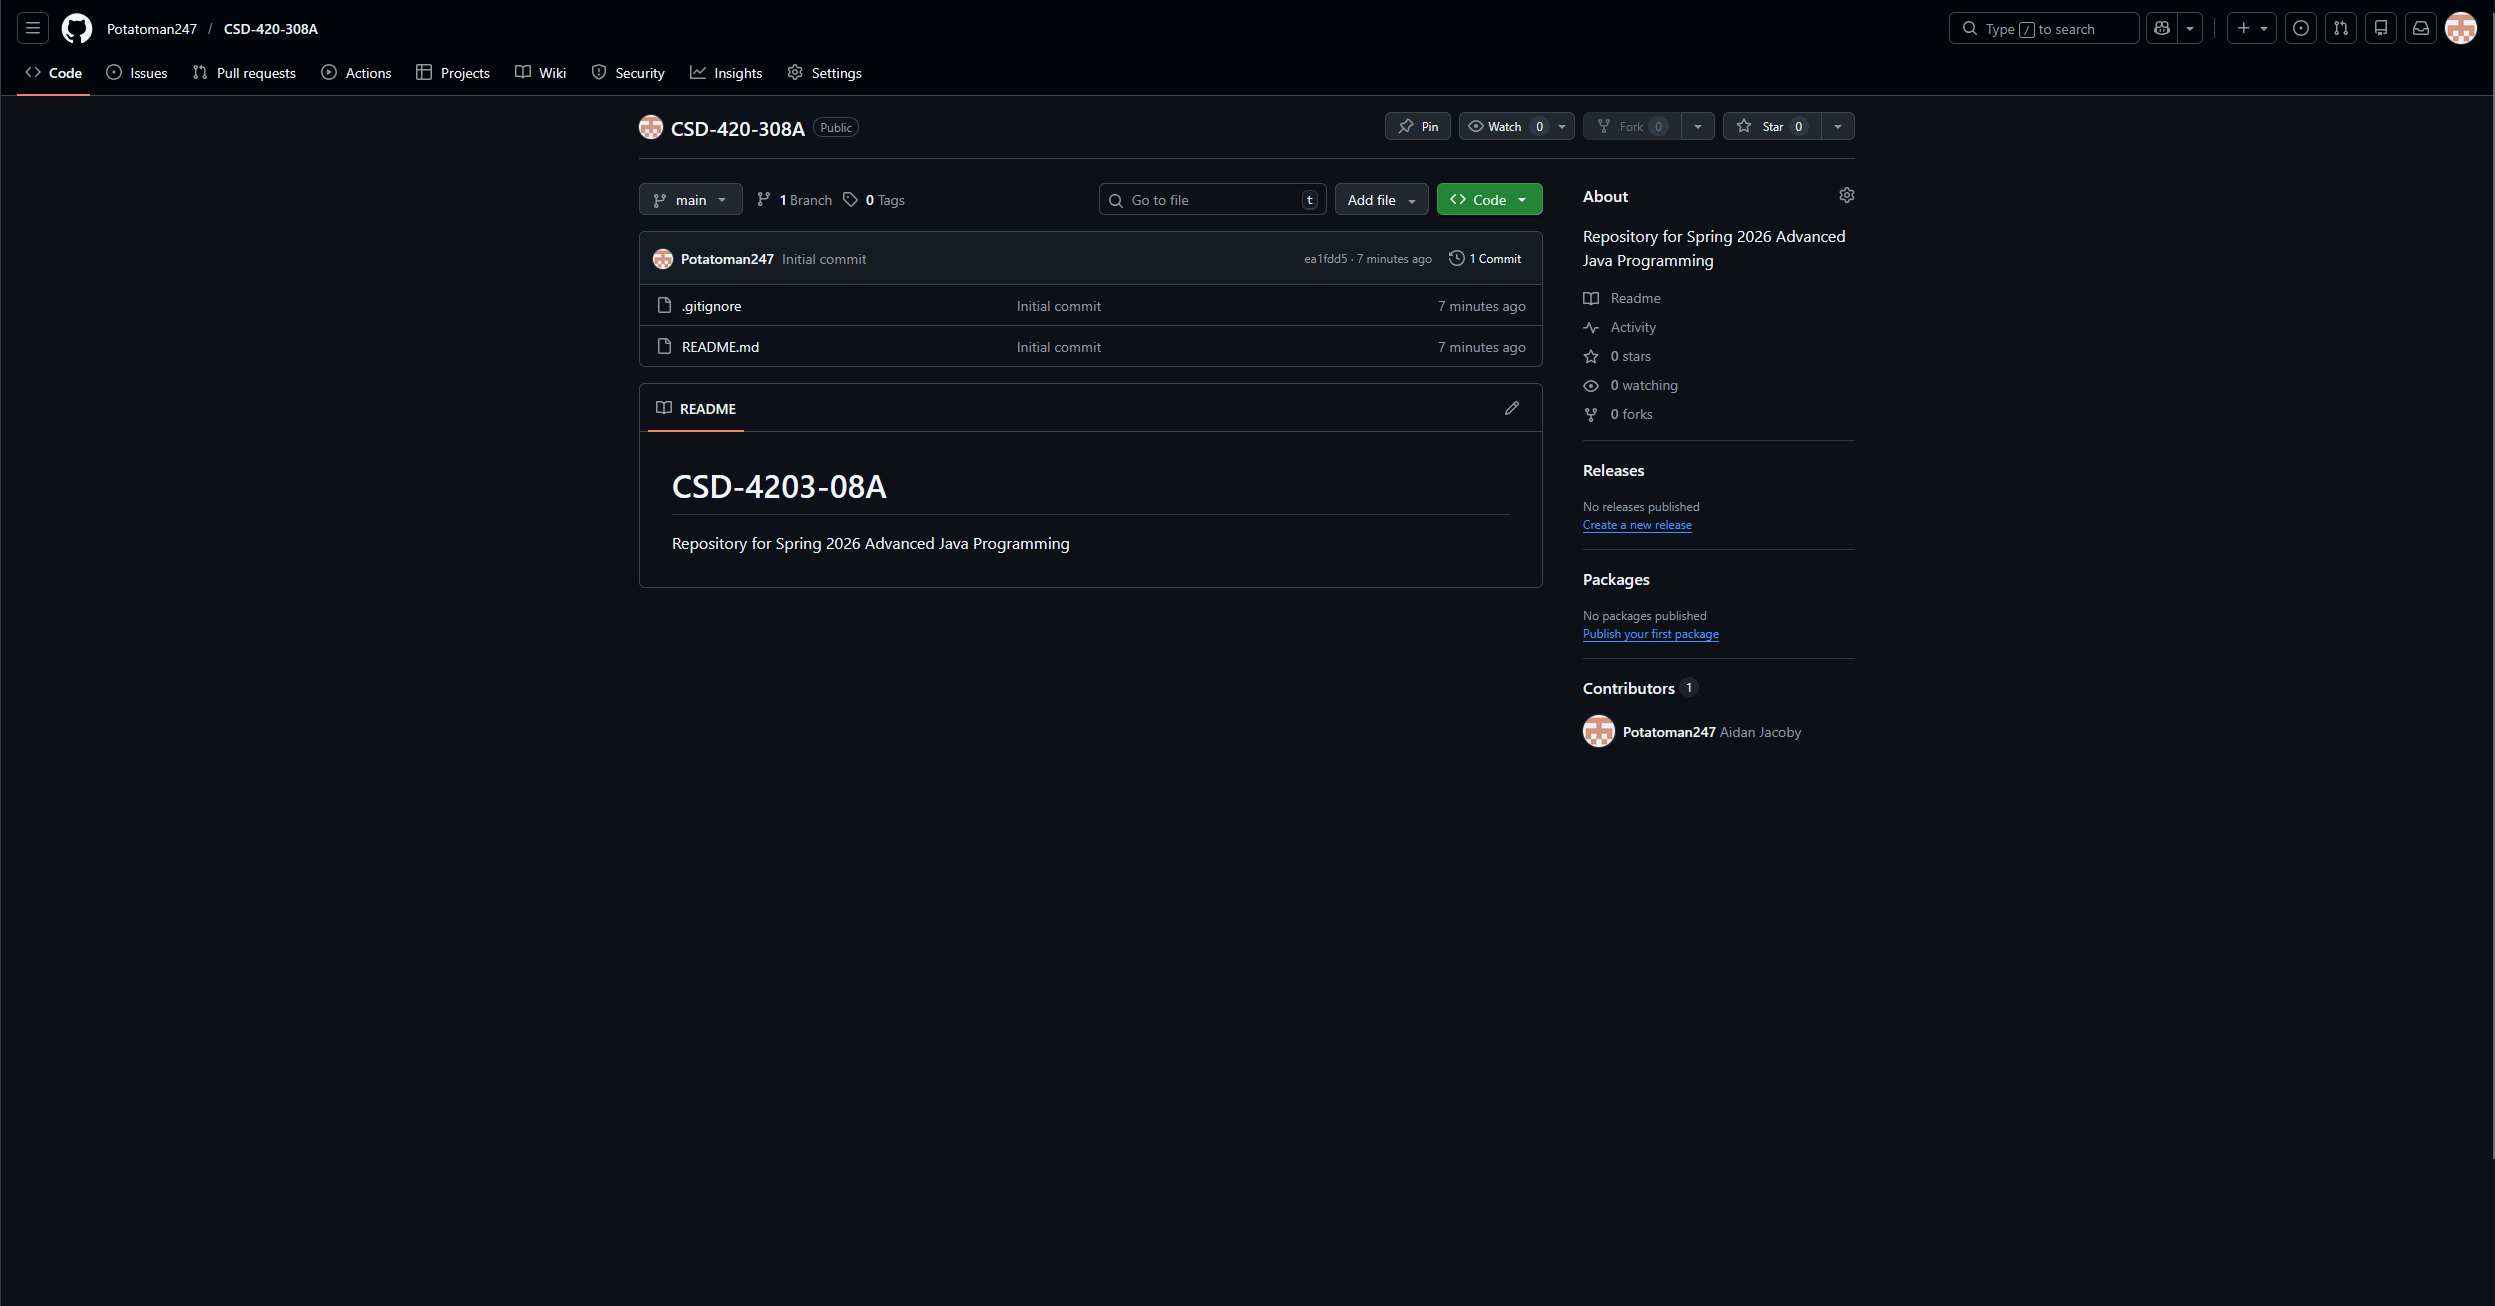 Potatoman247 / CSD-420-308A
Type / to search
Code Issues Pull requests Actions Projects Wiki Security Insights Settings
CSD-420-308A Public
Pin Watch 0 Fork 0 Star 0
main 1 Branch 0 Tags Go to file t Add file Code
Potatoman247 Initial commit ea1fdd5 · 7 minutes ago 1 Commit
.gitignore Initial commit 7 minutes ago
README.md Initial commit 7 minutes ago
README
CSD-4203-08A
Repository for Spring 2026 Advanced Java Programming
About
Repository for Spring 2026 Advanced
Java Programming
Readme
Activity
0 stars
0 watching
0 forks
Releases
No releases published
Create a new release
Packages
No packages published
Publish your first package
Contributors 1
Potatoman247 Aidan Jacoby